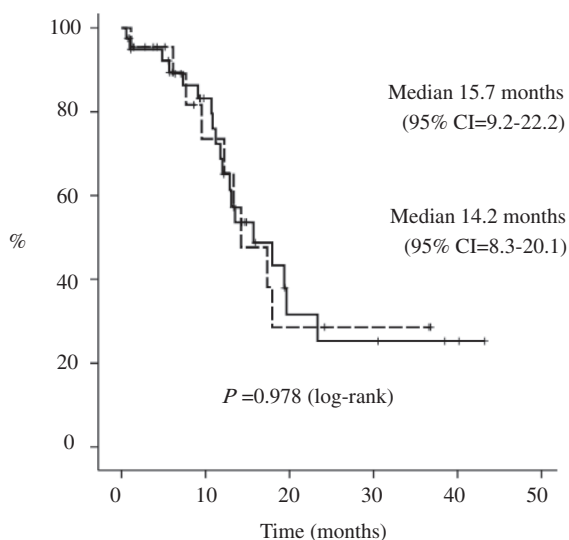 100
80
60
40
20
0
%
Median 15.7 months
(95% CI=9.2-22.2)
Median 14.2 months
(95% CI=8.3-20.1)
P =0.978 (log-rank)
0 10 20 30 40 50
Time (months)